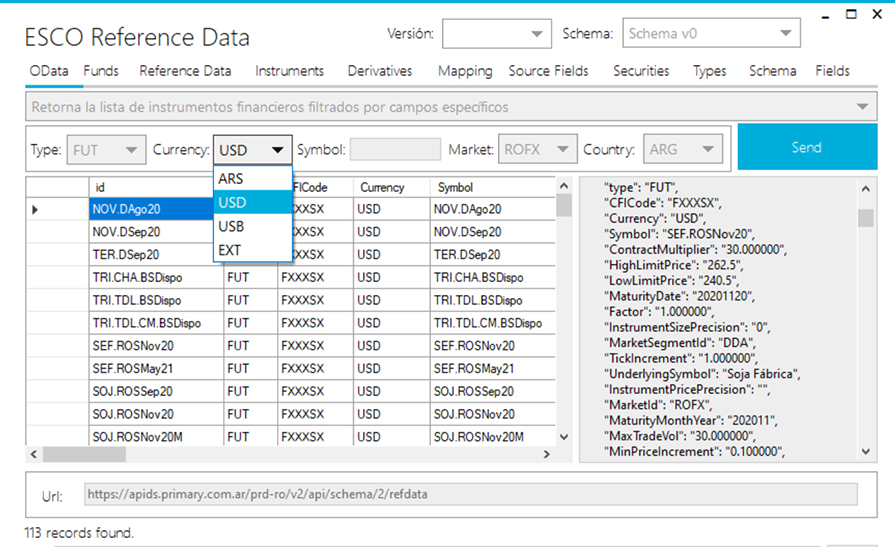 ESCO Reference Data
Versión:
Schema: Schema v0
OData Funds Reference Data Instruments Derivatives Mapping Source Fields Securities Types Schema Fields
Retorna la lista de instrumentos financieros filtrados por campos específicos
Type: FUT Currency: USD Symbol: Market: ROFX Country: ARG Send
ARS
USD
USB
EXT
id FICode Currency Symbol
NOV.DAgo20 XXSX USD NOV.DAgo20
NOV.DSep20 XXSX USD NOV.DSep20
TER.DSep20 XXSX USD TER.DSep20
TRI.CHA.BSDispo FUT FXXXSX USD TRI.CHA.BSDispo
TRI.TDL.BSDispo FUT FXXXSX USD TRI.TDL.BSDispo
TRI.TDL.CM.BSDispo FUT FXXXSX USD TRI.TDL.CM.BSDispo
SEF.ROSNov20 FUT FXXXSX USD SEF.ROSNov20
SEF.ROSMay21 FUT FXXXSX USD SEF.ROSMay21
SOJ.ROSSep20 FUT FXXXSX USD SOJ.ROSSep20
SOJ.ROSNov20 FUT FXXXSX USD SOJ.ROSNov20
SOJ.ROSNov20M FUT FXXXSX USD SOJ.ROSNov20M
"type": "FUT",
"CFICode": "FXXXSX",
"Currency": "USD",
"Symbol": "SEF.ROSNov20",
"ContractMultiplier": "30.000000",
"HighLimitPrice": "262.5",
"LowLimitPrice": "240.5",
"MaturityDate": "20201120",
"Factor": "1.000000",
"InstrumentSizePrecision": "0",
"MarketSegmentId": "DDA",
"TickIncrement": "1.000000",
"UnderlyingSymbol": "Soja Fábrica",
"InstrumentPricePrecision": "",
"MarketId": "ROFX",
"MaturityMonthYear": "202011",
"MaxTradeVol": "30.000000",
"MinPriceIncrement": "0.100000",
Url: https://apids.primary.com.ar/prd-ro/v2/api/schema/2/refdata
113 records found.